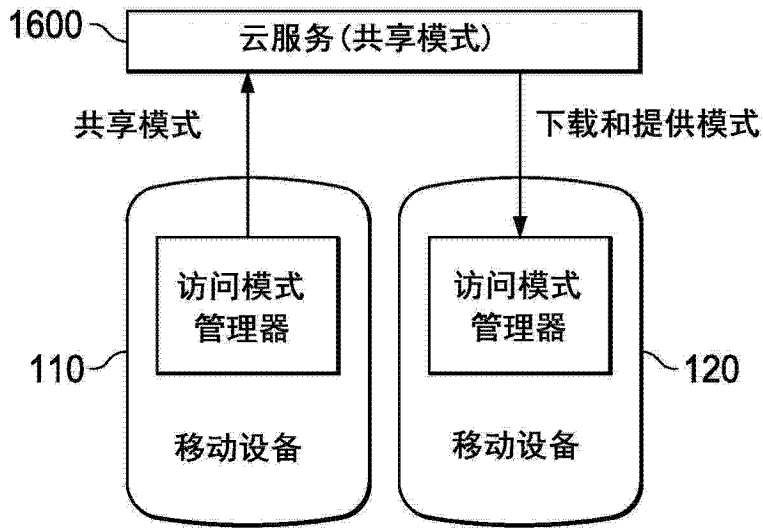 1600
云服务(共享模式)
共享模式
下载和提供模式
访问模式
管理器
访问模式
管理器
110
120
移动设备
移动设备